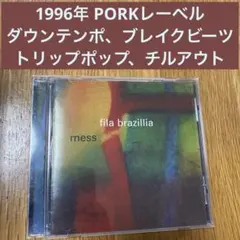 1996年 PORKレーベル
ダウンテンポ、ブレイクビーツ
トリップポップ、チルアウト
fila brazillia
mess